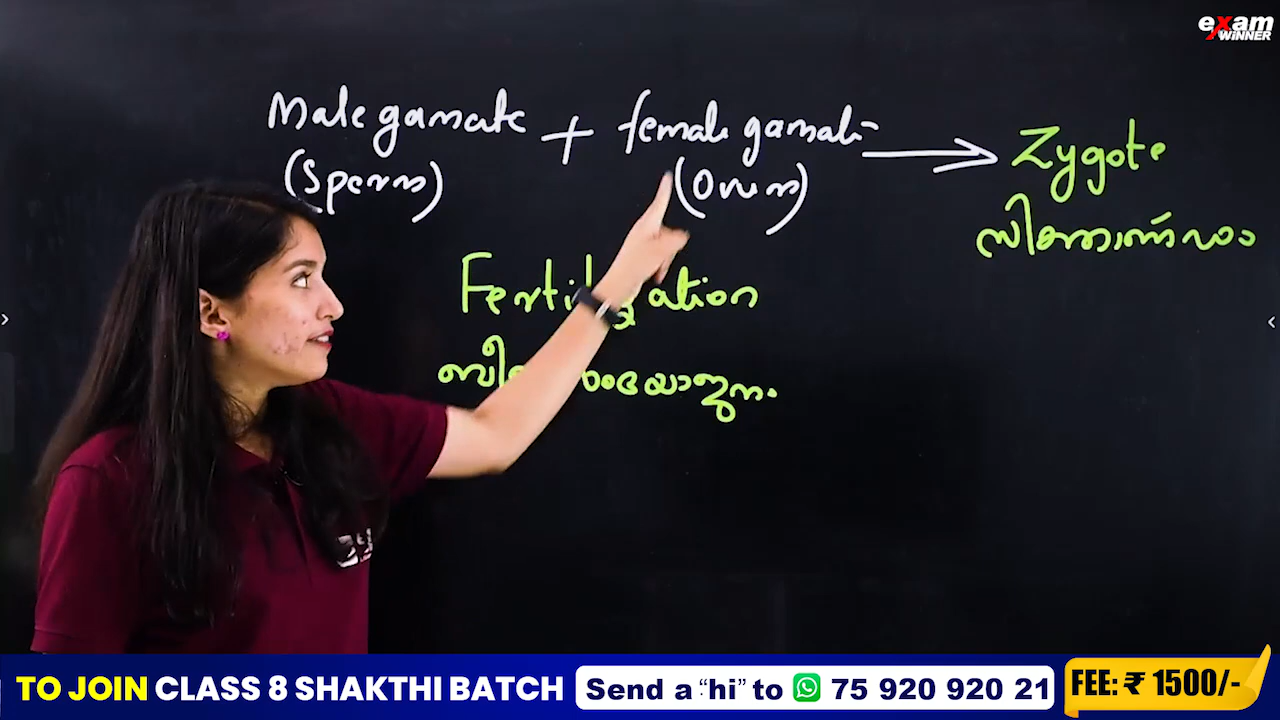 exam
WINNER
Male gamate + female gamate → Zygote
(Sperm) (Ovum)
സിക്താണ്ഡം
Fertilization
TO JOIN CLASS 8 SHAKTHI BATCH Send a “hi” to 75 920 920 21 FEE: ₹ 1500/-